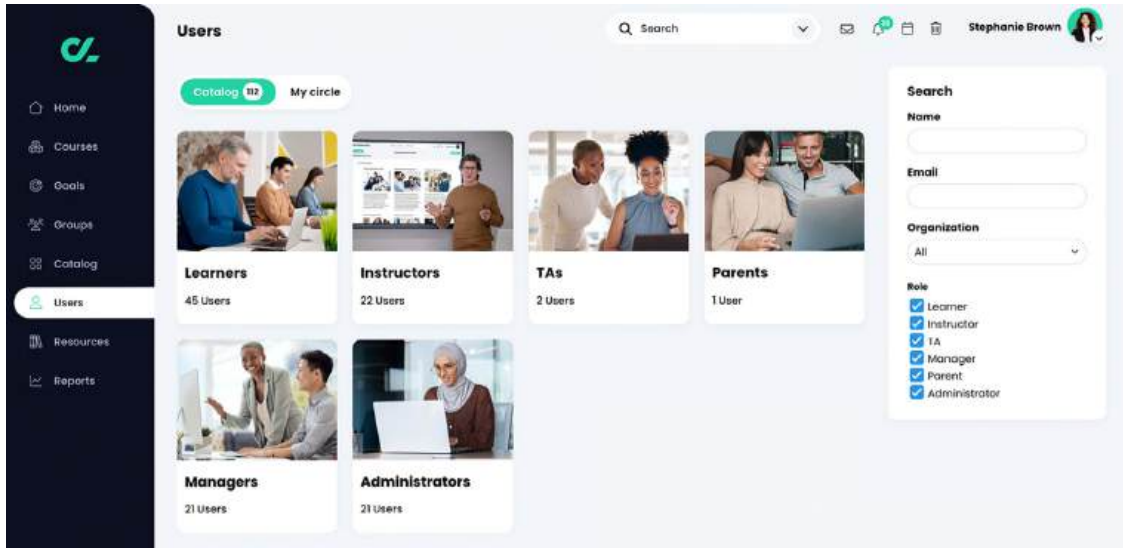 Users
Search
Stephanie Brown
Home
Courses
Goals
Groups
Catalog
Users
Resources
Reports
Catalog 112
My circle
Learners
45 Users
Instructors
22 Users
TAs
2 Users
Parents
1 User
Managers
21 Users
Administrators
21 Users
Search
Name
Email
Organization
All
Role
Learner
Instructor
TA
Manager
Parent
Administrator